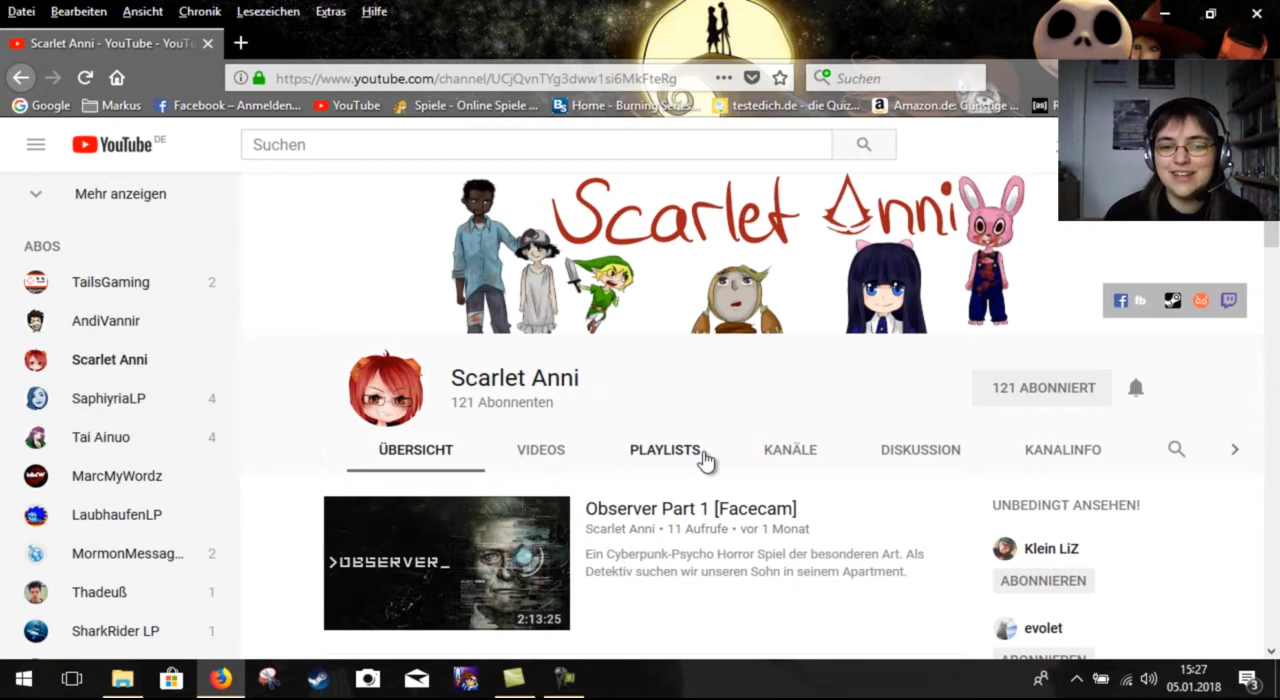 Datei Bearbeiten Ansicht Chronik Lesezeichen Extras Hilfe
Scarlet Anni - YouTube - YouTu
https://www.youtube.com/channel/UCjQvnTYg3dww1si6MkFteRg
Suchen
Google Markus Facebook – Anmelden... YouTube Spiele - Online Spiele ... Home - Burning Series... testedich.de - die Quiz... Amazon.de: Günstige ... [as]
YouTube DE
Suchen
Mehr anzeigen
Scarlet Anni
ABOS
TailsGaming 2
AndiVannir
Scarlet Anni
SaphiyriaLP 4
Tai Ainuo 4
MarcMyWordz
LaubhaufenLP
MormonMessag... 2
Thadeuß 1
SharkRider LP 1
fb
Scarlet Anni
121 Abonnenten
121 ABONNIERT
ÜBERSICHT VIDEOS PLAYLISTS KANÄLE DISKUSSION KANALINFO
>OBSERVER_
2:13:25
Observer Part 1 [Facecam]
Scarlet Anni • 11 Aufrufe • vor 1 Monat
Ein Cyberpunk-Psycho Horror Spiel der besonderen Art. Als
Detektiv suchen wir unseren Sohn in seinem Apartment.
UNBEDINGT ANSEHEN!
Klein LiZ
ABONNIEREN
evolet
ABONNIEREN
15:27
05.01.2018
3